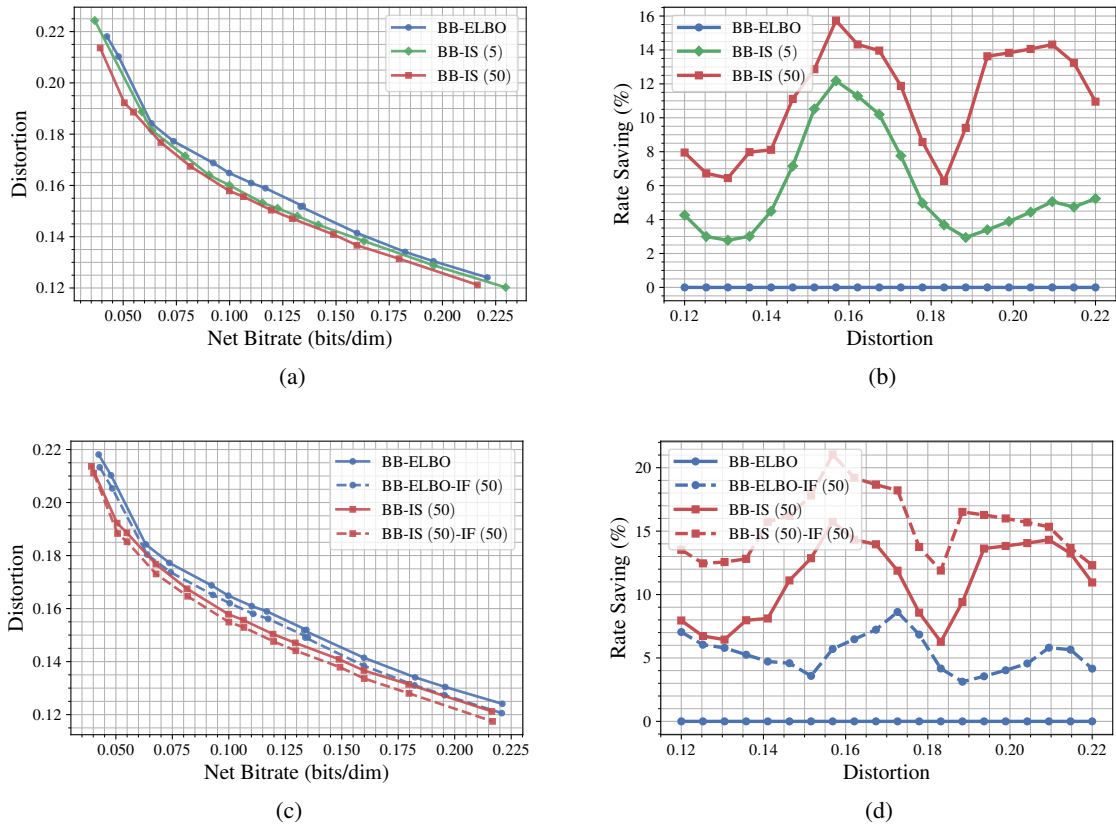 0.22
0.20
0.18
0.16
0.14
0.12
Distortion
0.050
0.075
0.100
0.125
0.150
0.175
0.200
0.225
Net Bitrate (bits/dim)
BB-ELBO
BB-IS (5)
BB-IS (50)
(a)
16
14
12
10
8
6
4
2
0
Rate Saving (%)
0.12
0.14
0.16
0.18
0.20
0.22
Distortion
BB-ELBO
BB-IS (5)
BB-IS (50)
(b)
0.22
0.20
0.18
0.16
0.14
0.12
Distortion
0.050
0.075
0.100
0.125
0.150
0.175
0.200
0.225
Net Bitrate (bits/dim)
BB-ELBO
BB-ELBO-IF (50)
BB-IS (50)
BB-IS (50)-IF (50)
(c)
20
15
10
5
0
Rate Saving (%)
0.12
0.14
0.16
0.18
0.20
0.22
Distortion
BB-ELBO
BB-ELBO-IF (50)
BB-IS (50)
BB-IS (50)-IF (50)
(d)